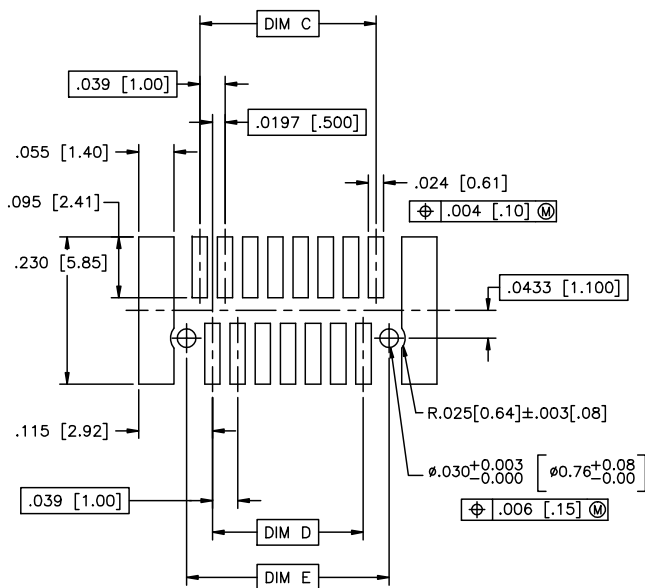 DIM C
.039 [1.00]
.0197 [.500]
.055 [1.40]
.024 [0.61]
.095 [2.41]
⌖ .004 [.10] Ⓜ
.230 [5.85]
.0433 [1.100]
R.025[0.64]±.003[.08]
.115 [2.92]
ø.030+0.003 -0.000 [ø0.76+0.08 -0.00
.039 [1.00]
⌖ .006 [.15] Ⓜ
DIM D
DIM E